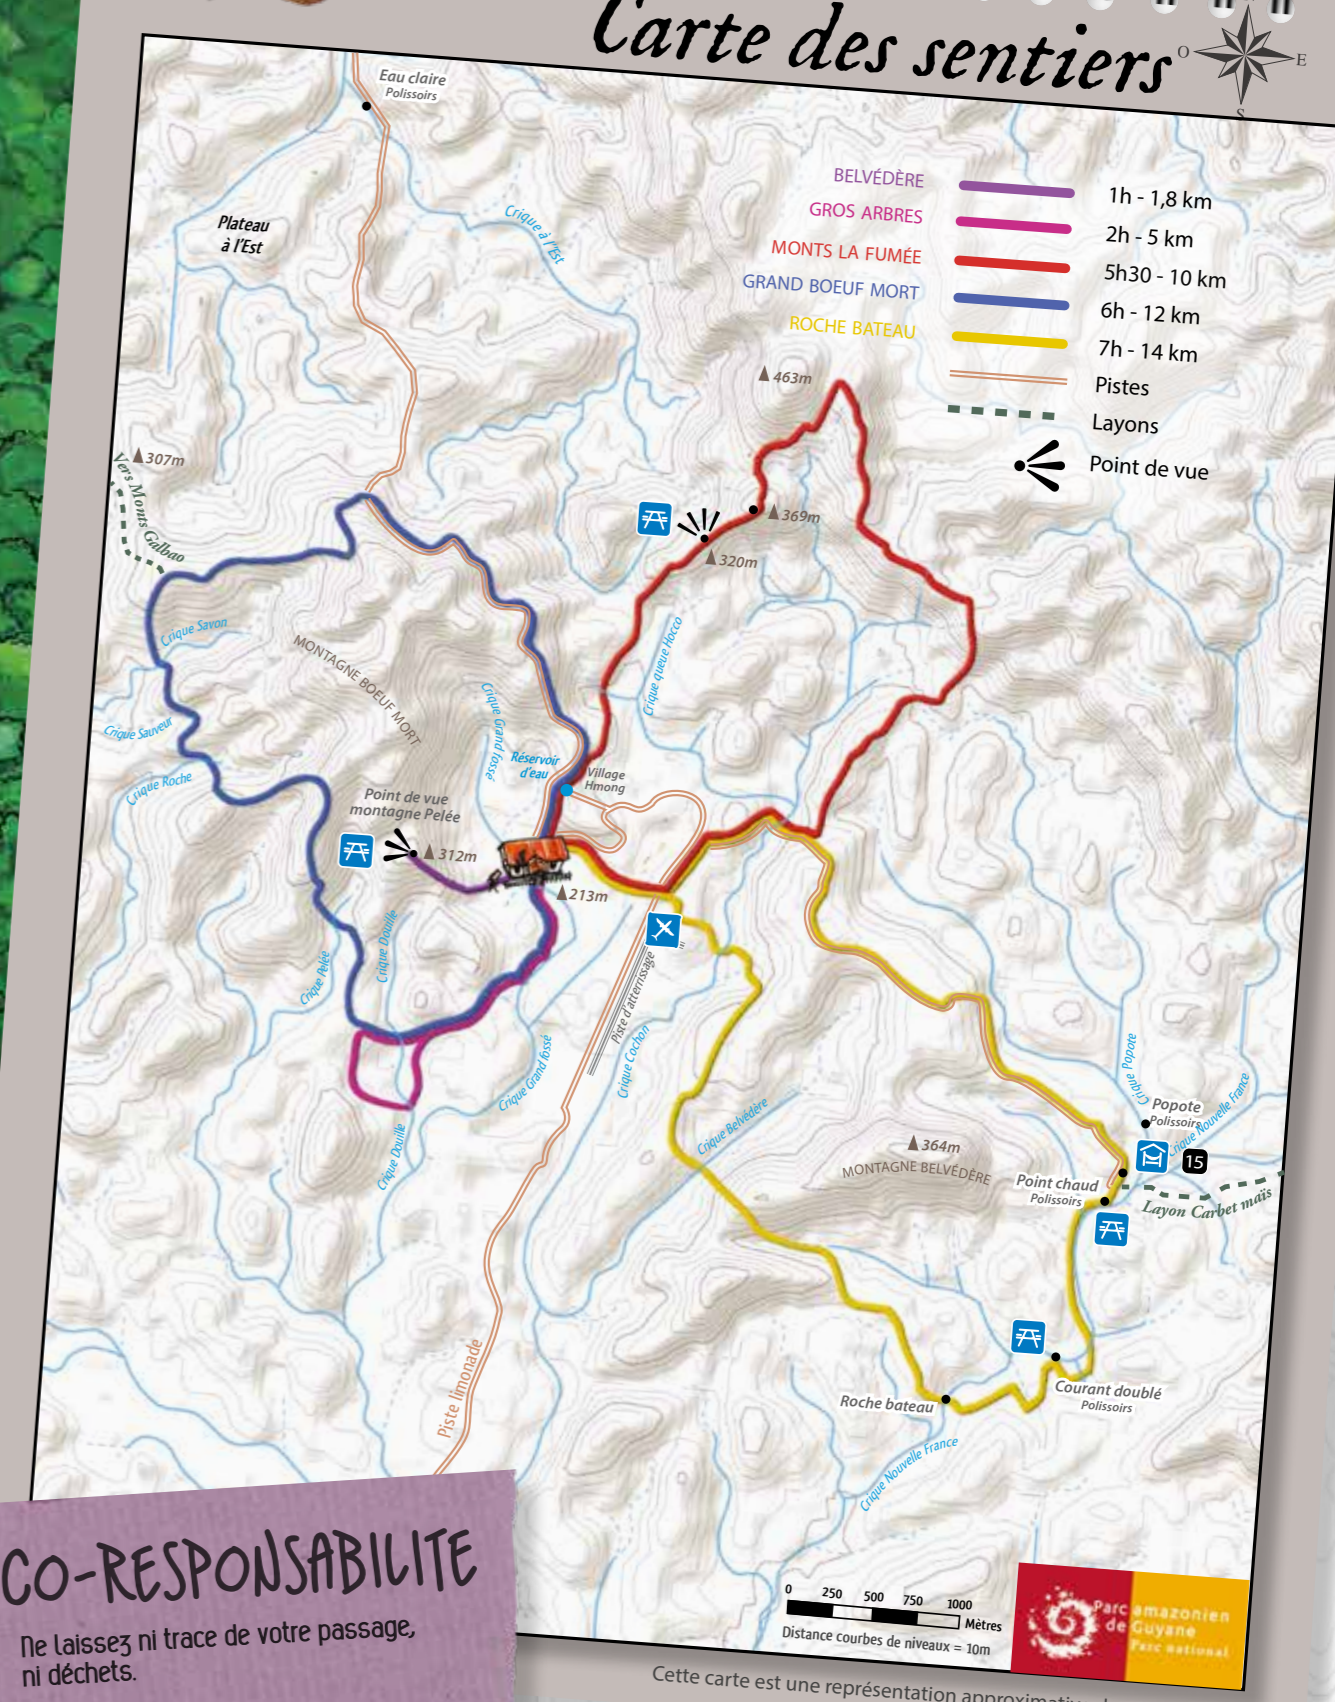 Carte des sentiers
O
E
S
Eau claire
Polissoirs
Plateau
à l'Est
Crique à l'Est
BELVÉDÈRE
1h - 1,8 km
GROS ARBRES
2h - 5 km
MONTS LA FUMÉE
5h30 - 10 km
GRAND BOEUF MORT
6h - 12 km
ROCHE BATEAU
7h - 14 km
Pistes
Layons
Point de vue
463m
307m
Vers Monts Galbao
369m
320m
Crique Savon
MONTAGNE BOEUF MORT
Crique queue Hocco
Crique Grand fossé
Crique Sauveur
Crique Roche
Réservoir
d'eau
Village
Hmong
Point de vue
montagne Pelée
312m
213m
Crique Pelée
Crique Douille
Piste d'atterrissage
Crique Cochon
Crique Grand fossé
Crique Douille
Crique Belvédère
364m
MONTAGNE BELVÉDÈRE
Crique Popote
Popote
Polissoirs
Crique Nouvelle France
15
Point chaud
Polissoirs
Layon Carbet maïs
Piste limonade
Courant doublé
Polissoirs
Roche bateau
Crique Nouvelle France
CO-RESPONSABILITE
Ne laissez ni trace de votre passage,
ni déchets.
0 250 500 750 1000
Mètres
Distance courbes de niveaux = 10m
Parc amazonien
de Guyane
Parc national
Cette carte est une représentation